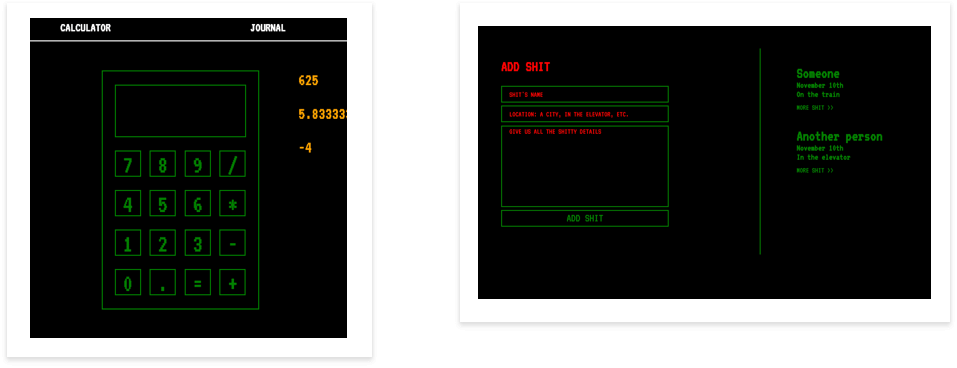 CALCULATOR JOURNAL
625
5.833333
-4
7 8 9 /
4 5 6 *
1 2 3 -
0 . = +
ADD SHIT
SHIT'S NAME
LOCATION: A CITY, IN THE ELEVATOR, ETC.
GIVE US ALL THE SHITTY DETAILS
ADD SHIT
Someone
November 10th
On the train
MORE SHIT >>
Another person
November 10th
In the elevator
MORE SHIT >>